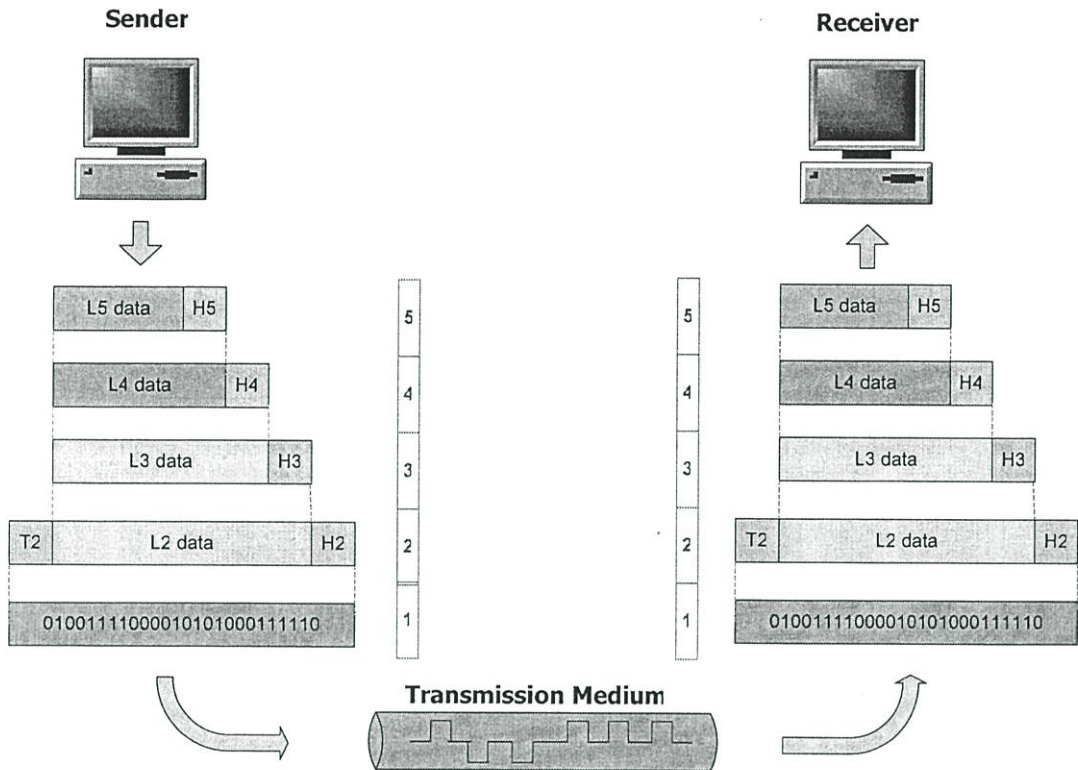 Sender
Receiver
L5 data H5
5
5
L5 data H5
L4 data H4
4
4
L4 data H4
L3 data H3
3
3
L3 data H3
T2 L2 data H2
2
2
T2 L2 data H2
0100111100001010100011110
1
1
0100111100001010100011110
Transmission Medium